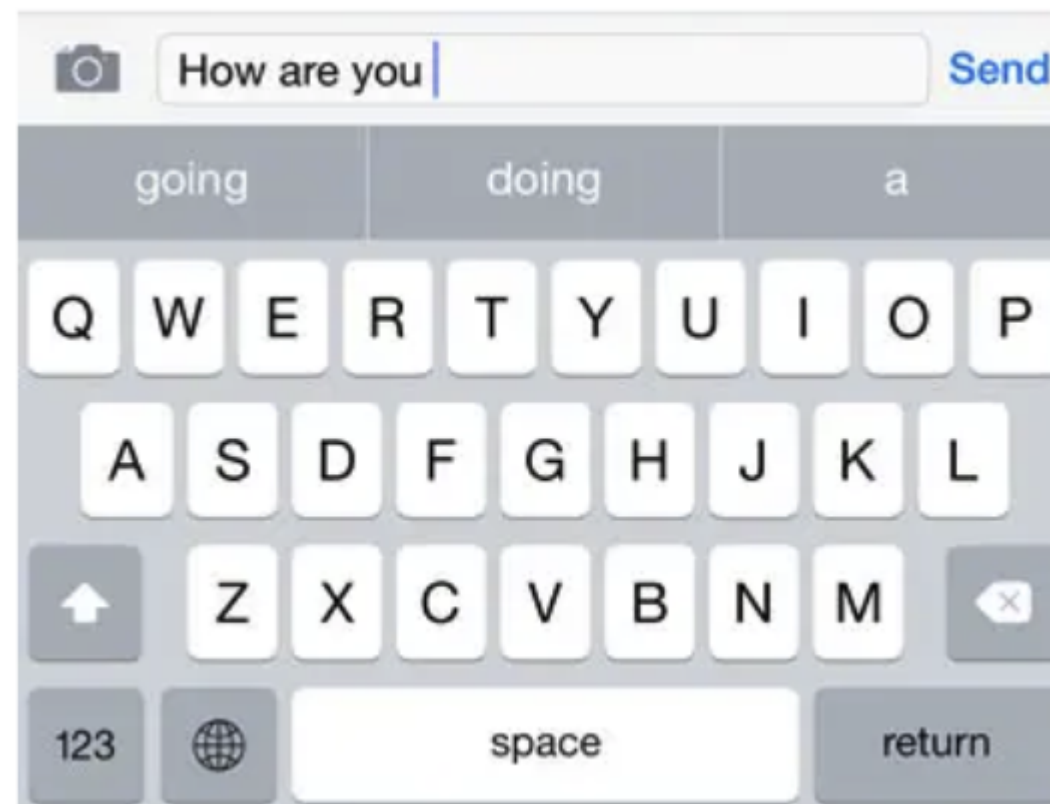 How are you
Send
going doing a
Q W E R T Y U I O P
A S D F G H J K L
Z X C V B N M
123 space return